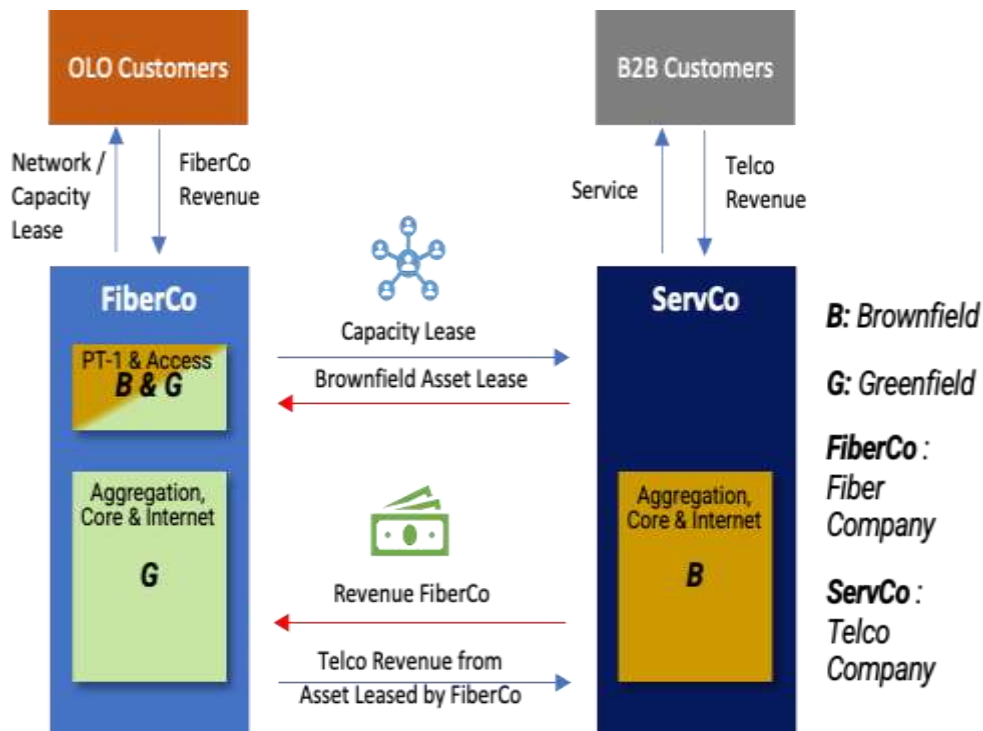 OLO Customers
B2B Customers
Network /
Capacity
Lease
FiberCo
Revenue
Service
Telco
Revenue
FiberCo
PT-1 & Access
B & G
Aggregation,
Core & Internet
G
Capacity Lease
Brownfield Asset Lease
Revenue FiberCo
Telco Revenue from
Asset Leased by FiberCo
ServCo
Aggregation,
Core & Internet
B
B: Brownfield
G: Greenfield
FiberCo :
Fiber
Company
ServCo :
Telco
Company